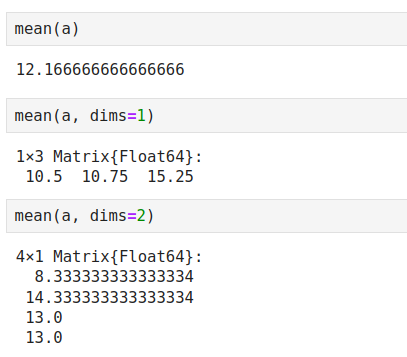 mean(a)
12.166666666666666
mean(a, dims=1)
1×3 Matrix{Float64}:
10.5  10.75  15.25
mean(a, dims=2)
4×1 Matrix{Float64}:
8.333333333333334
14.333333333333334
13.0
13.0